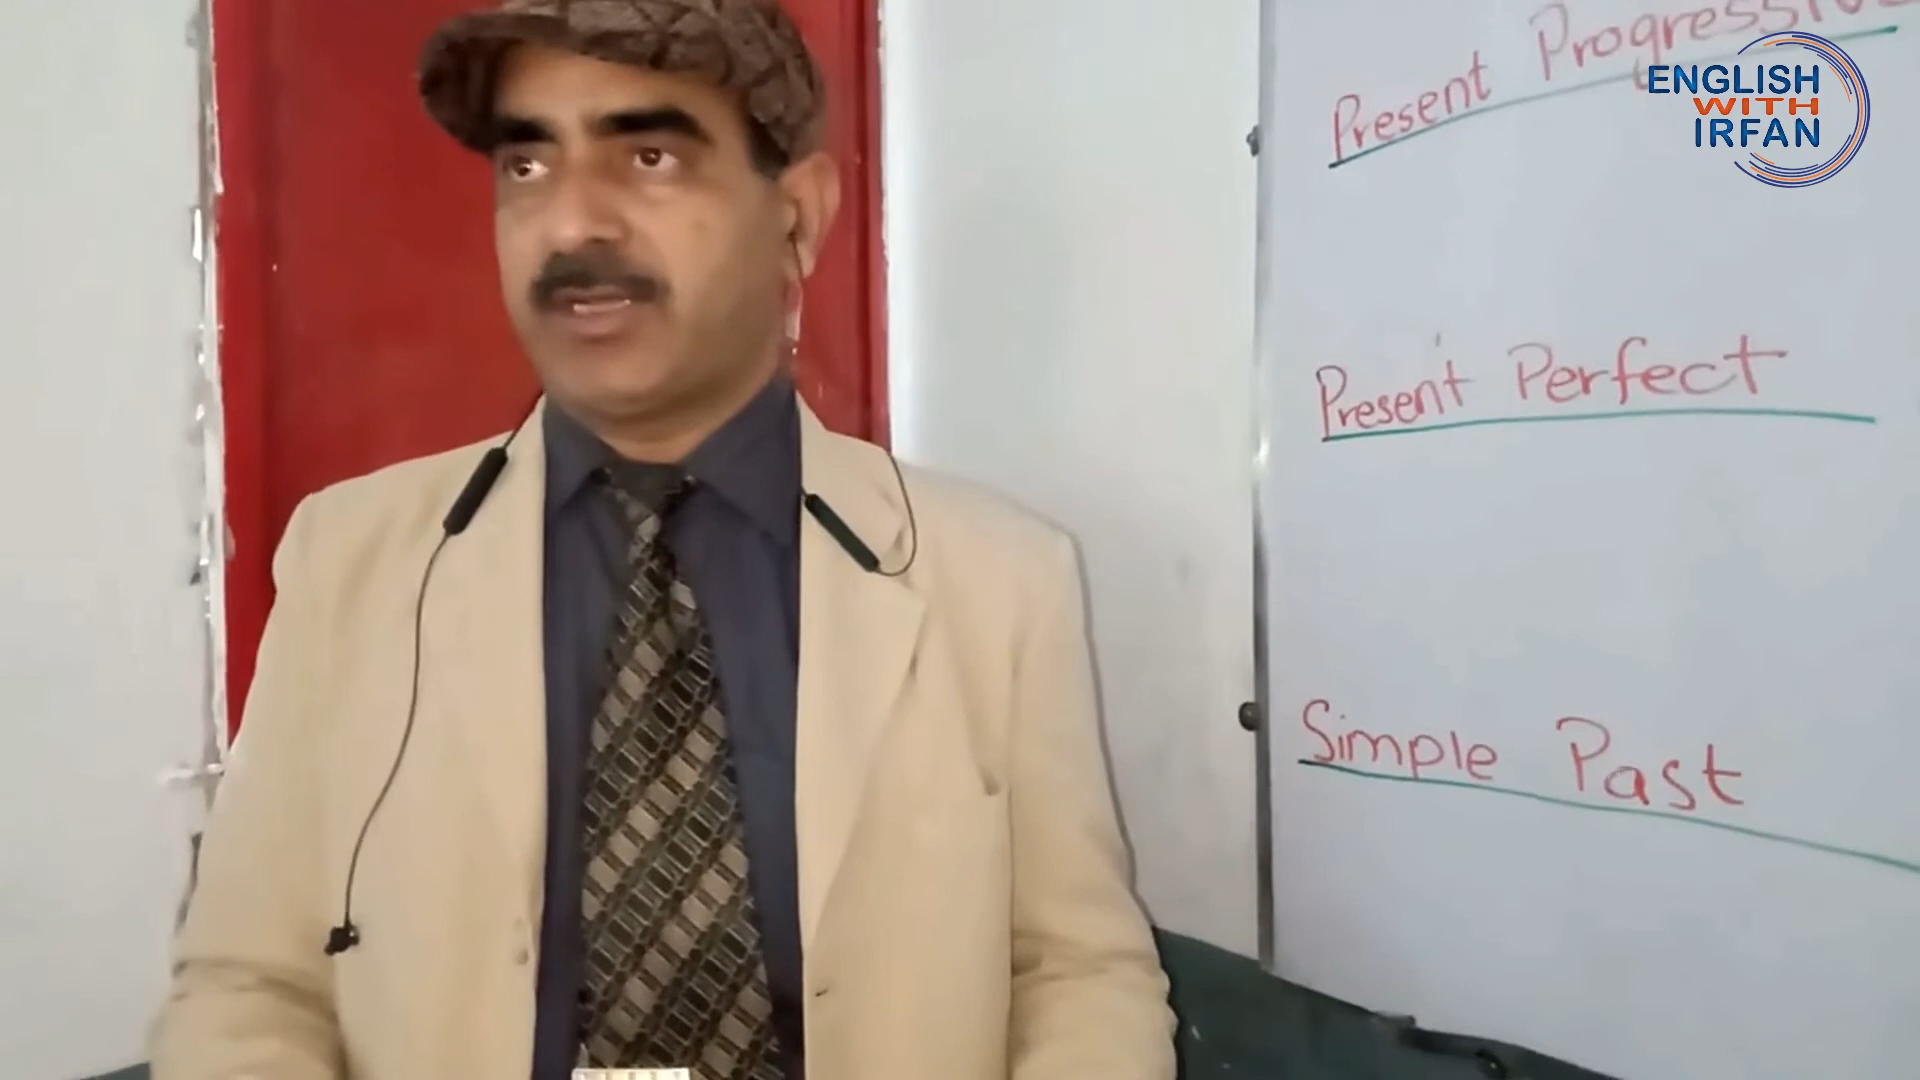 Present Progressive
ENGLISH
WITH
IRFAN
Present Perfect
Simple Past